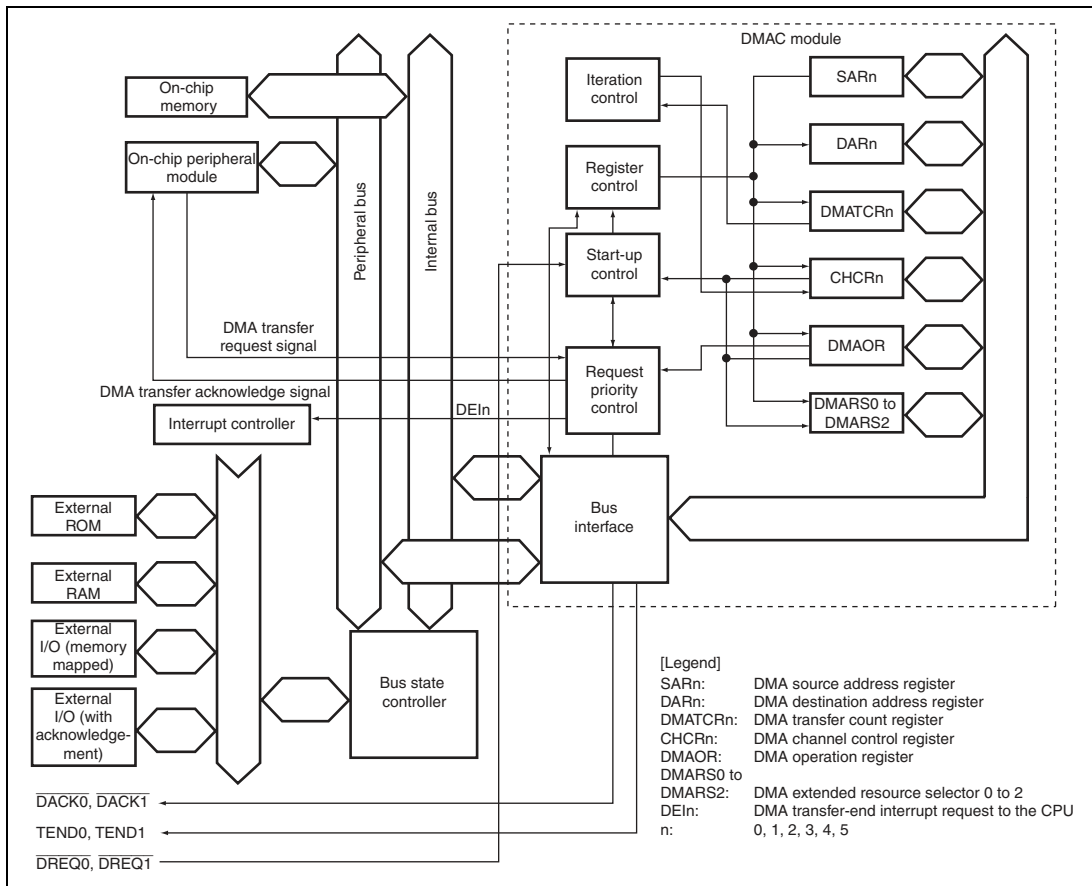 DMAC module
On-chip
memory
On-chip peripheral
module
Peripheral bus
Internal bus
Iteration
control
Register
control
Start-up
control
Request
priority
control
SARn
DARn
DMATCRn
CHCRn
DMAOR
DMARS0 to
DMARS2
DMA transfer
request signal
DMA transfer acknowledge signal
Interrupt controller
DEIn
Bus
interface
External
ROM
External
RAM
External
I/O (memory
mapped)
External
I/O (with
acknowledge-
ment)
Bus state
controller
DACK0, DACK1
TEND0, TEND1
DREQ0, DREQ1
[Legend]
SARn: DMA source address register
DARn: DMA destination address register
DMATCRn: DMA transfer count register
CHCRn: DMA channel control register
DMAOR: DMA operation register
DMARS0 to
DMARS2: DMA extended resource selector 0 to 2
DEIn: DMA transfer-end interrupt request to the CPU
n: 0, 1, 2, 3, 4, 5